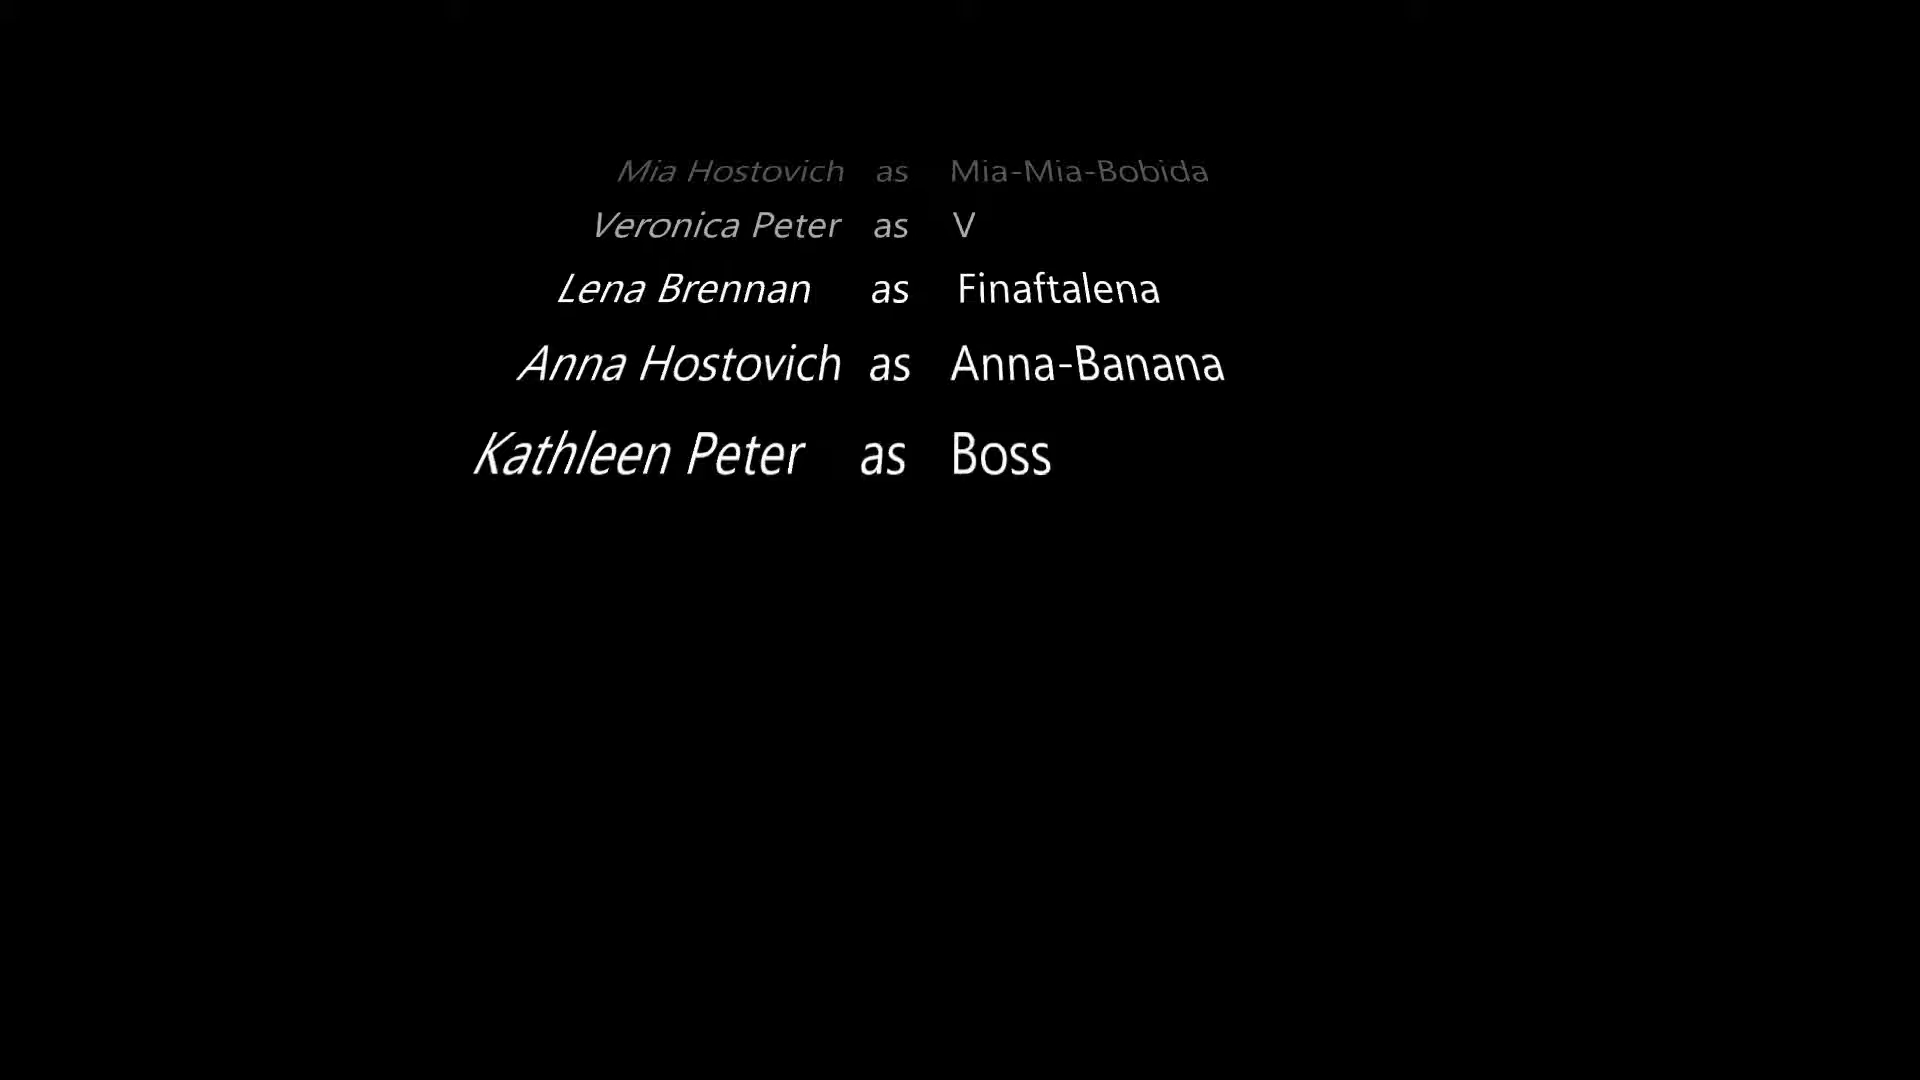 Mia Hostovich as Mia-Mia-Bobida
Veronica Peter as V
Lena Brennan as Finaftalena
Anna Hostovich as Anna-Banana
Kathleen Peter as Boss